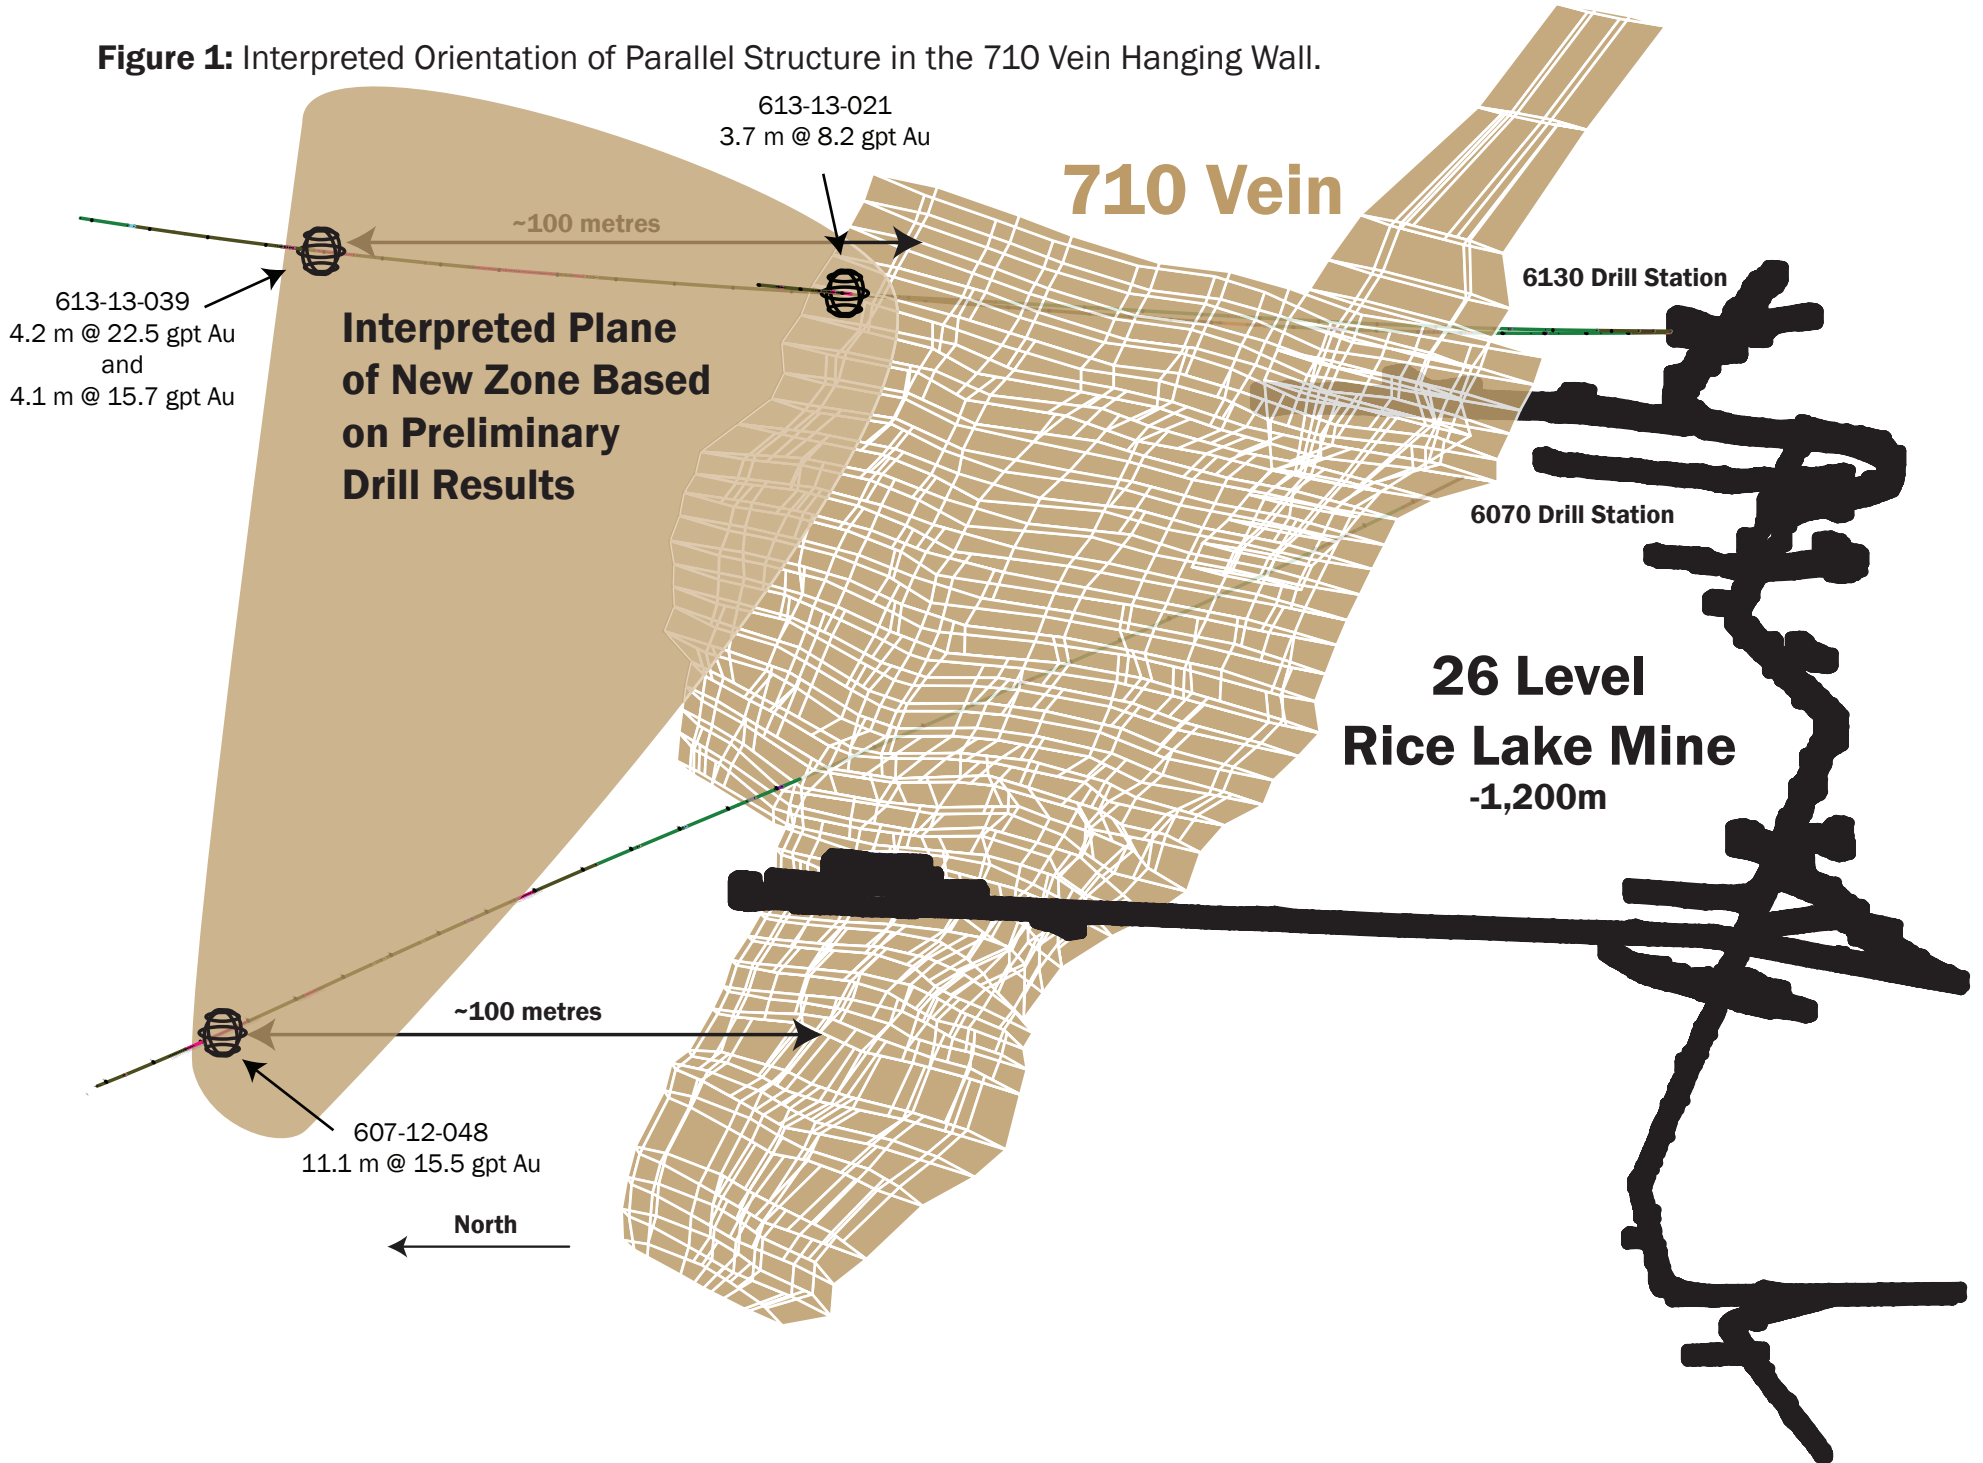 Figure 1: Interpreted Orientation of Parallel Structure in the 710 Vein Hanging Wall.
613-13-021
3.7 m @ 8.2 gpt Au
710 Vein
~100 metres
6130 Drill Station
613-13-039
4.2 m @ 22.5 gpt Au
and
4.1 m @ 15.7 gpt Au
Interpreted Plane
of New Zone Based
on Preliminary
Drill Results
6070 Drill Station
26 Level
Rice Lake Mine
-1,200m
~100 metres
607-12-048
11.1 m @ 15.5 gpt Au
North